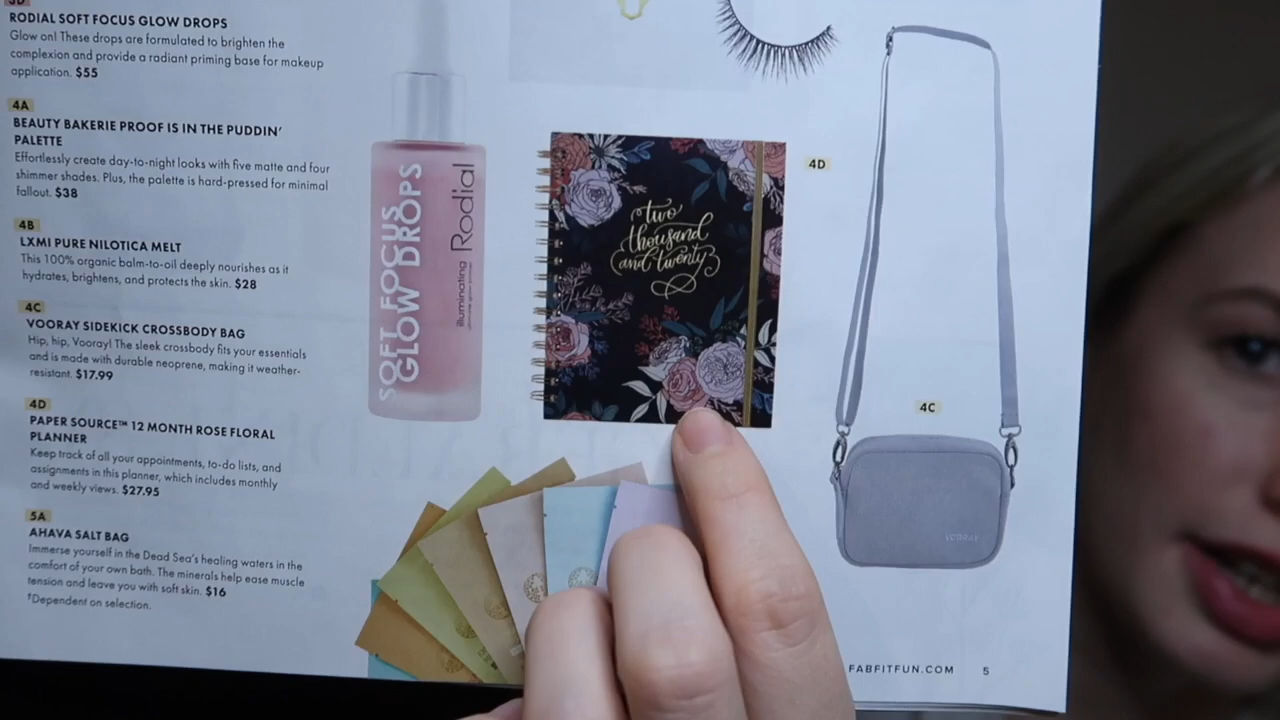 3D
RODIAL SOFT FOCUS GLOW DROPS
Glow on! These drops are formulated to brighten the
complexion and provide a radiant priming base for makeup
application. $55
4A
BEAUTY BAKERIE PROOF IS IN THE PUDDIN'
PALETTE
Effortlessly create day-to-night looks with five matte and four
shimmer shades. Plus, the palette is hard-pressed for minimal
fallout. $38
4B
LXMI PURE NILOTICA MELT
This 100% organic balm-to-oil deeply nourishes as it
hydrates, brightens, and protects the skin. $28
4C
VOORAY SIDEKICK CROSSBODY BAG
Hip, hip, Vooray! The sleek crossbody fits your essentials
and is made with durable neoprene, making it weather-
resistant. $17.99
4D
PAPER SOURCE™ 12 MONTH ROSE FLORAL
PLANNER
Keep track of all your appointments, to-do lists, and
assignments in this planner, which includes monthly
and weekly views. $27.95
5A
AHAVA SALT BAG
Immerse yourself in the Dead Sea's healing waters in the
comfort of your own bath. The minerals help ease muscle
tension and leave you with soft skin. $16
†Dependent on selection.
SOFT FOCUS
GLOW DROPS
illuminating
Rodial
two
thousand
and twenty
4D
4C
VOORAY
FABFITFUN.COM 5